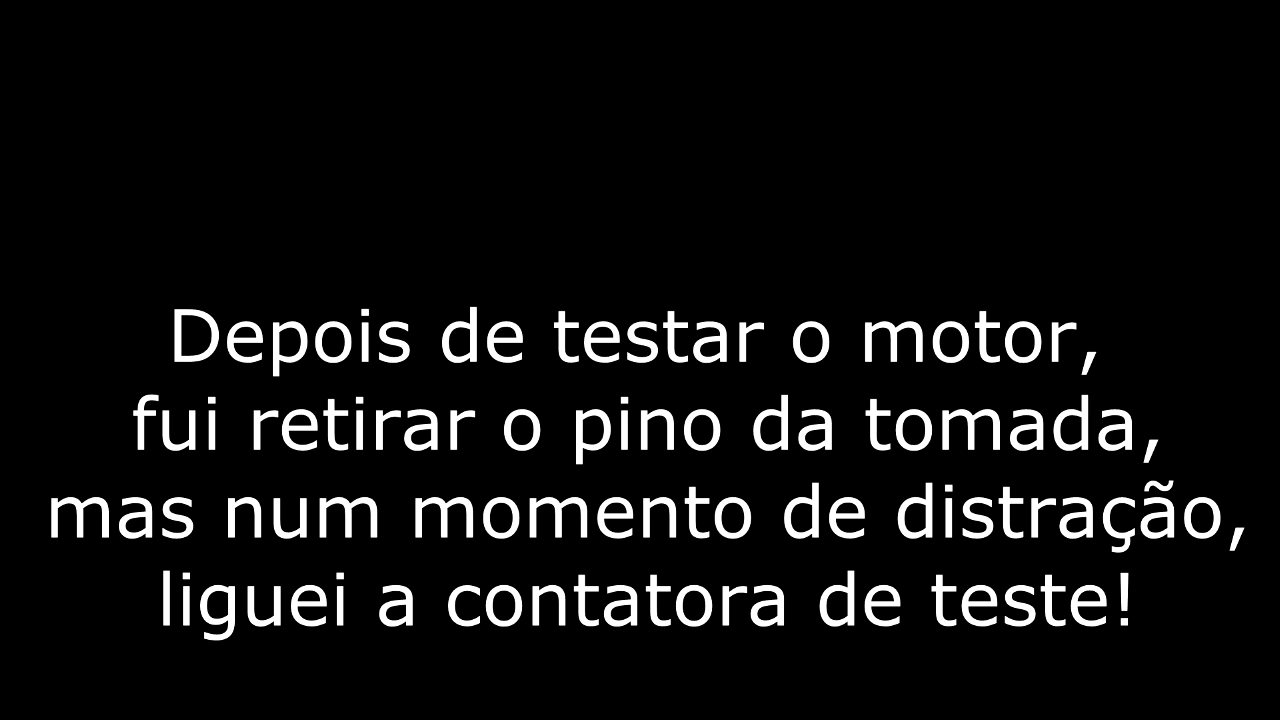 Depois de testar o motor,
fui retirar o pino da tomada,
mas num momento de distração,
liguei a contatora de teste!